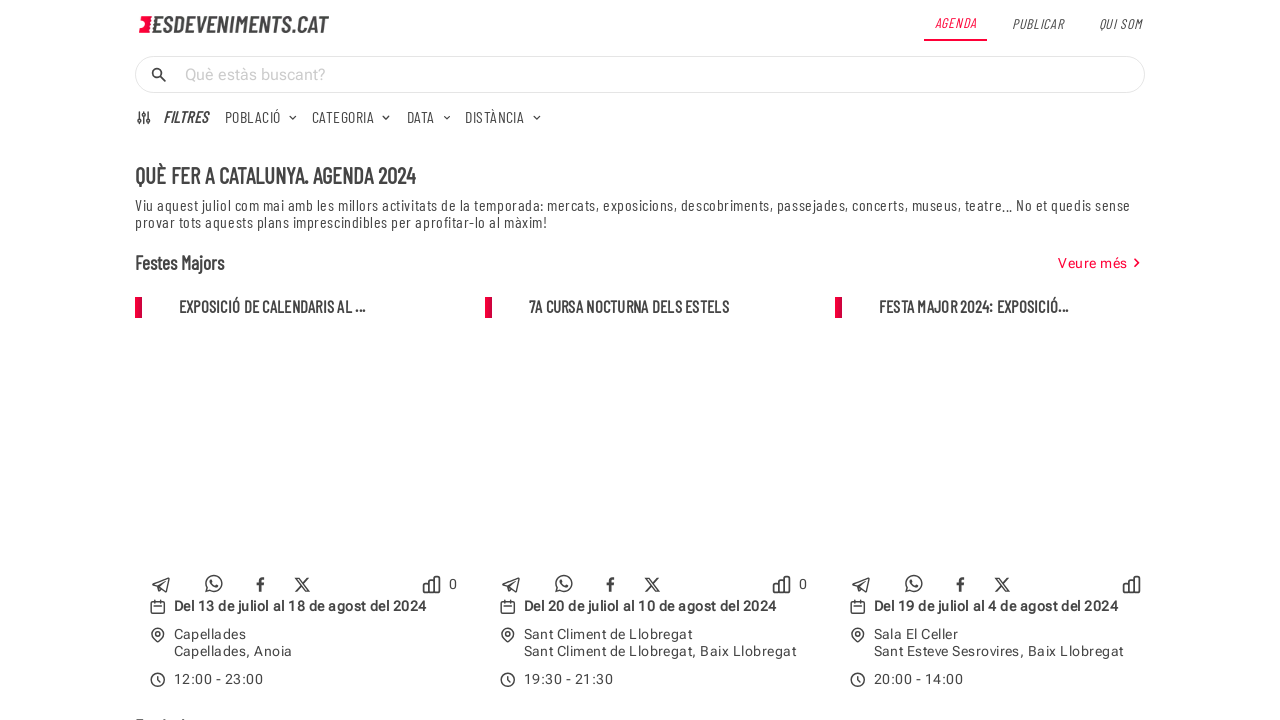 ESDEVENIMENTS.CAT
AGENDA
PUBLICAR
QUI SOM
Què estàs buscant?
FILTRES
POBLACIÓ
CATEGORIA
DATA
DISTÀNCIA
QUÈ FER A CATALUNYA. AGENDA 2024
Viu aquest juliol com mai amb les millors activitats de la temporada: mercats, exposicions, descobriments, passejades, concerts, museus, teatre... No et quedis sense
provar tots aquests plans imprescindibles per aprofitar-lo al màxim!
Festes Majors
Veure més
EXPOSICIÓ DE CALENDARIS AL ...
7A CURSA NOCTURNA DELS ESTELS
FESTA MAJOR 2024: EXPOSICIÓ...
0
0
Del 13 de juliol al 18 de agost del 2024
Del 20 de juliol al 10 de agost del 2024
Del 19 de juliol al 4 de agost del 2024
Capellades
Capellades, Anoia
Sant Climent de Llobregat
Sant Climent de Llobregat, Baix Llobregat
Sala El Celler
Sant Esteve Sesrovires, Baix Llobregat
12:00 - 23:00
19:30 - 21:30
20:00 - 14:00